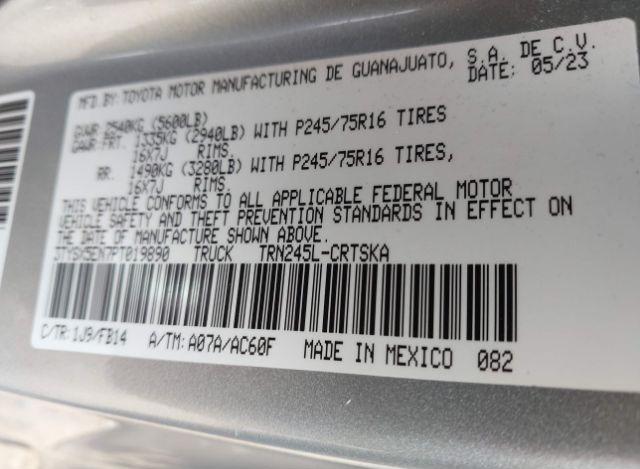 MFD.BY:TOYOTA MOTOR MANUFACTURING DE GUANAJUATO, S.A. DE C.V.
DATE: 05/23
GVWR 2540KG (5600LB)
GAWR:FRT. 1335KG (2940LB) WITH P245/75R16 TIRES
16X7J RIMS.
RR. 1490KG (3280LB) WITH P245/75R16 TIRES,
16X7J RIMS.
THIS VEHICLE CONFORMS TO ALL APPLICABLE FEDERAL MOTOR
VEHICLE SAFETY AND THEFT PREVENTION STANDARDS IN EFFECT ON
THE DATE OF MANUFACTURE SHOWN ABOVE.
3TYSX5EN7PT019890 TRUCK TRN245L-CRTSKA
C/TR:1J9/FB14 A/TM:A07A/AC60F MADE IN MEXICO 082